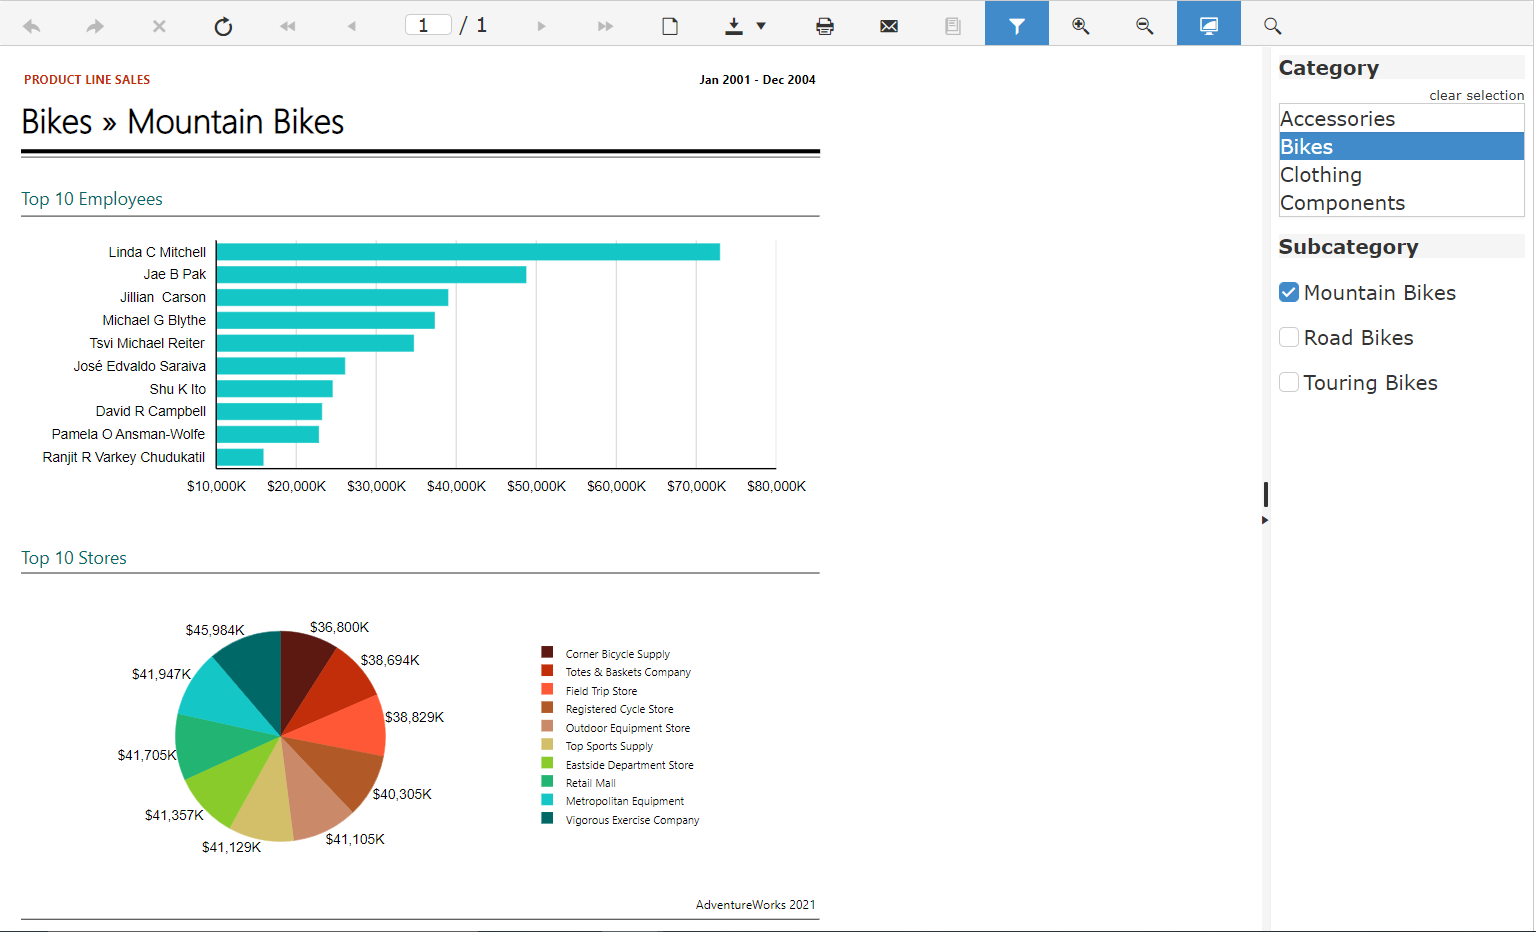 1 / 1
PRODUCT LINE SALES
Jan 2001 - Dec 2004
Bikes » Mountain Bikes
Top 10 Employees
Linda C Mitchell
Jae B Pak
Jillian  Carson
Michael G Blythe
Tsvi Michael Reiter
José Edvaldo Saraiva
Shu K Ito
David R Campbell
Pamela O Ansman-Wolfe
Ranjit R Varkey Chudukatil
$10,000K $20,000K $30,000K $40,000K $50,000K $60,000K $70,000K $80,000K
Top 10 Stores
$45,984K
$36,800K
$38,694K
$41,947K
$38,829K
$41,705K
$40,305K
$41,357K
$41,105K
$41,129K
Corner Bicycle Supply
Totes & Baskets Company
Field Trip Store
Registered Cycle Store
Outdoor Equipment Store
Top Sports Supply
Eastside Department Store
Retail Mall
Metropolitan Equipment
Vigorous Exercise Company
AdventureWorks 2021
Category
clear selection
Accessories
Bikes
Clothing
Components
Subcategory
Mountain Bikes
Road Bikes
Touring Bikes